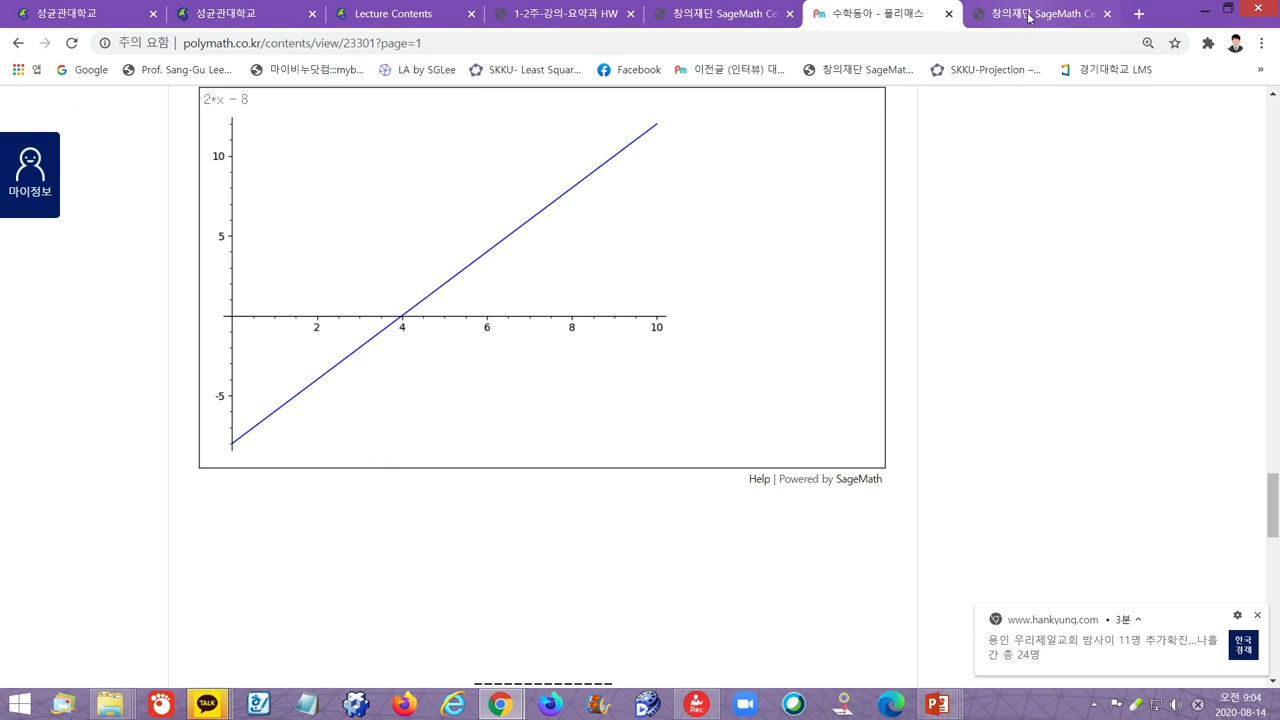 성균관대학교
성균관대학교
Lecture Contents
1-2주-강의-요약과 HW
창의재단 SageMath Ce
수학동아 - 폴리매스
창의재단 SageMath Ce
주의 요함 | polymath.co.kr/contents/view/23301?page=1
앱
Google
Prof. Sang-Gu Lee...
마이비누닷컴:::myb...
LA by SGLee
SKKU- Least Squar...
Facebook
이전글 (인터뷰) 대...
창의재단 SageMat...
SKKU-Projection –...
경기대학교 LMS
»
2*x - 8
마이정보
10
5
-5
2
4
6
8
10
Help | Powered by SageMath
www.hankyung.com • 3분
용인 우리제일교회 밤사이 11명 추가확진...나흘
간 총 24명
한국
경제
TALK
Rec
오전 9:04
2020-08-14